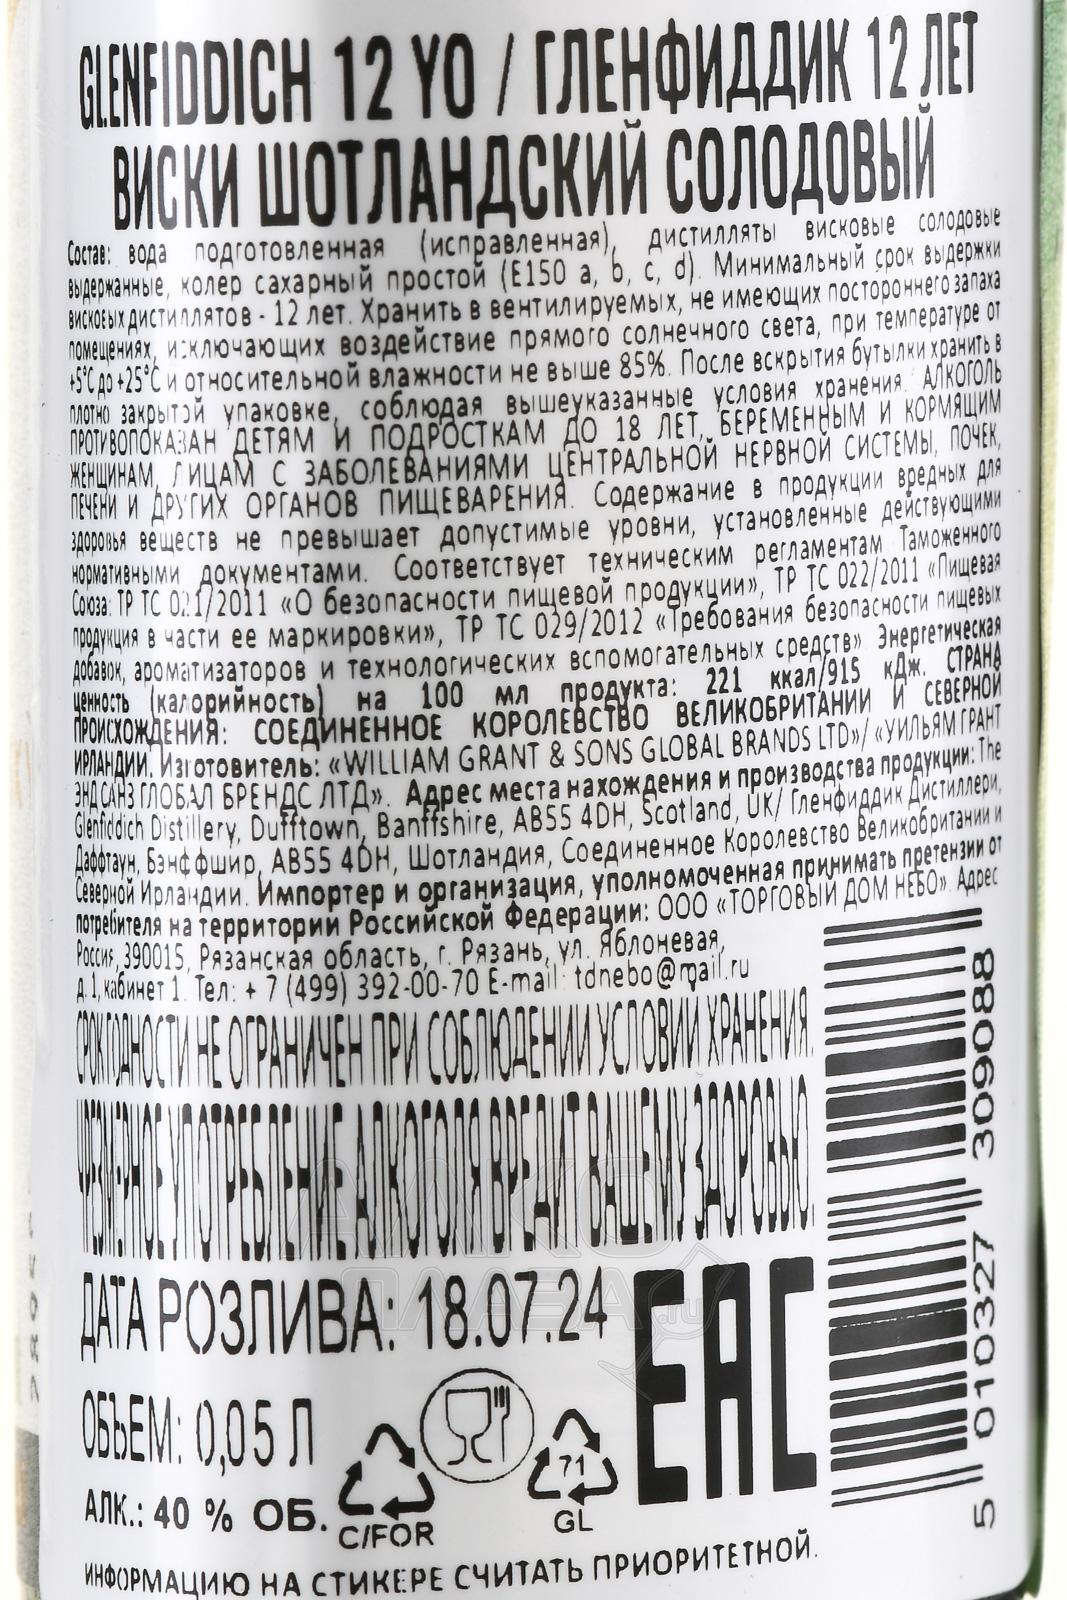 GLENFIDDICH 12 YO / ГЛЕНФИДДИК 12 ЛЕТ
ВИСКИ ШОТЛАНДСКИЙ СОЛОДОВЫЙ
Состав: вода подготовленная (исправленная), дистилляты висковые солодовые
выдержанные, колер сахарный простой (Е150 a, b, c, d). Минимальный срок выдержки
висковых дистиллятов - 12 лет. Хранить в вентилируемых, не имеющих постороннего запаха
помещениях, исключающих воздействие прямого солнечного света, при температуре от
+5°С до +25°С и относительной влажности не выше 85%. После вскрытия бутылки хранить в
плотно закрытой упаковке, соблюдая вышеуказанные условия хранения. АЛКОГОЛЬ
ПРОТИВОПОКАЗАН ДЕТЯМ И ПОДРОСТКАМ ДО 18 ЛЕТ, БЕРЕМЕННЫМ И КОРМЯЩИМ
ЖЕНЩИНАМ, ЛИЦАМ С ЗАБОЛЕВАНИЯМИ ЦЕНТРАЛЬНОЙ НЕРВНОЙ СИСТЕМЫ, ПОЧЕК,
ПЕЧЕНИ И ДРУГИХ ОРГАНОВ ПИЩЕВАРЕНИЯ. Содержание в продукции вредных для
здоровья веществ не превышает допустимые уровни, установленные действующими
нормативными документами. Соответствует техническим регламентам Таможенного
Союза: ТР ТС 021/2011 «О безопасности пищевой продукции», ТР ТС 022/2011 «Пищевая
продукция в части ее маркировки», ТР ТС 029/2012 «Требования безопасности пищевых
добавок, ароматизаторов и технологических вспомогательных средств» Энергетическая
ценность (калорийность) на 100 мл продукта: 221 ккал/915 кДж. СТРАНА
ПРОИСХОЖДЕНИЯ: СОЕДИНЕННОЕ КОРОЛЕВСТВО ВЕЛИКОБРИТАНИИ И СЕВЕРНОЙ
ИРЛАНДИИ. Изготовитель: «WILLIAM GRANT & SONS GLOBAL BRANDS LTD»/ «УИЛЬЯМ ГРАНТ
ЭНД САНЗ ГЛОБАЛ БРЕНДС ЛТД». Адрес места нахождения и производства продукции: The
Glenfiddich Distillery, Dufftown, Banffshire, AB55 4DH, Scotland, UK/ Гленфиддик Дистиллери,
Даффтаун, Бэнффшир, AB55 4DH, Шотландия, Соединенное Королевство Великобритании и
Северной Ирландии. Импортер и организация, уполномоченная принимать претензии от
потребителя на территории Российской Федерации: ООО «ТОРГОВЫЙ ДОМ НЕБО». Адрес
Россия, 390015, Рязанская область, г. Рязань, ул. Яблоневая,
д. 1, кабинет 1. Тел: + 7 (499) 392-00-70 E-mail: tdnebo@mail.ru
СРОК ГОДНОСТИ НЕ ОГРАНИЧЕН ПРИ СОБЛЮДЕНИИ УСЛОВИЙ ХРАНЕНИЯ.
ЧРЕЗМЕРНОЕ УПОТРЕБЛЕНИЕ АЛКОГОЛЯ ВРЕДИТ ВАШЕМУ ЗДОРОВЬЮ.
ДАТА РОЗЛИВА: 18.07.24
ОБЪЕМ: 0,05 Л
АЛК.: 40 % ОБ.
C/FOR
71
GL
EAC
5 010327 309088
ИНФОРМАЦИЮ НА СТИКЕРЕ СЧИТАТЬ ПРИОРИТЕТНОЙ.
АЛКО
ПЛАЗА.ru